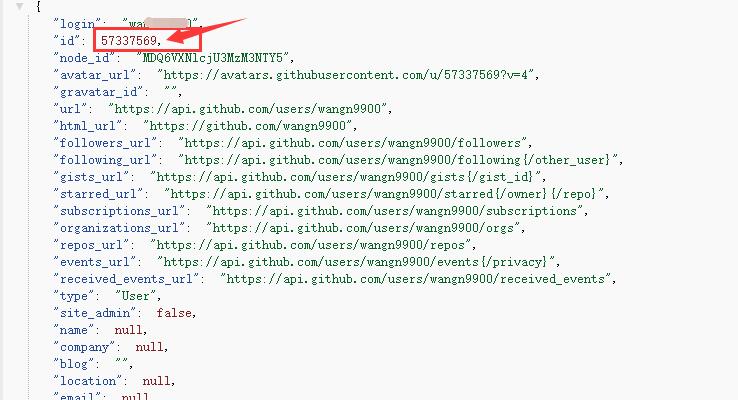 {
"login":
"id": 57337569,
"node_id": "MDQ6VXNlcjU3MzM3NTY5",
"avatar_url": "https://avatars.githubusercontent.com/u/57337569?v=4",
"gravatar_id": "",
"url": "https://api.github.com/users/wangn9900",
"html_url": "https://github.com/wangn9900",
"followers_url": "https://api.github.com/users/wangn9900/followers",
"following_url": "https://api.github.com/users/wangn9900/following{/other_user}",
"gists_url": "https://api.github.com/users/wangn9900/gists{/gist_id}",
"starred_url": "https://api.github.com/users/wangn9900/starred{/owner}{/repo}",
"subscriptions_url": "https://api.github.com/users/wangn9900/subscriptions",
"organizations_url": "https://api.github.com/users/wangn9900/orgs",
"repos_url": "https://api.github.com/users/wangn9900/repos",
"events_url": "https://api.github.com/users/wangn9900/events{/privacy}",
"received_events_url": "https://api.github.com/users/wangn9900/received_events",
"type": "User",
"site_admin": false,
"name": null,
"company": null,
"blog": "",
"location": null,
"email": null